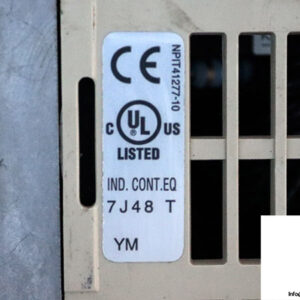 CE
NPIT41277-10
C UL US
LISTED
IND. CONT.EQ
7J48 T
YM